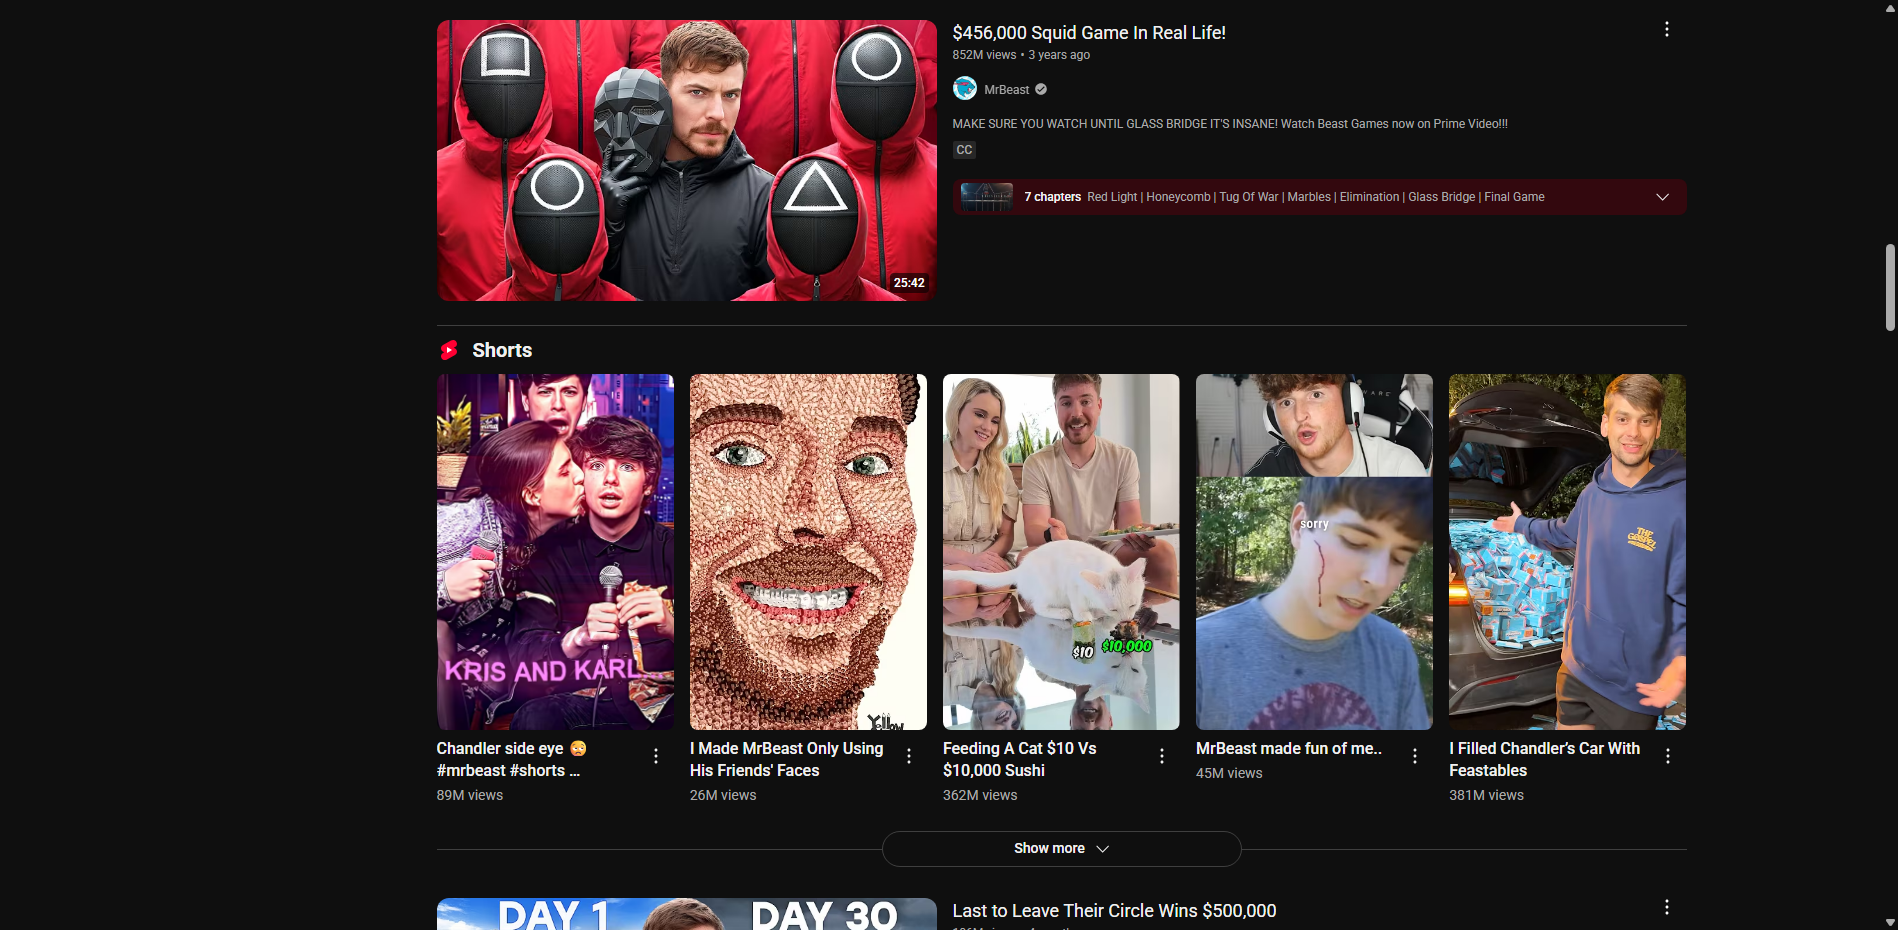 $456,000 Squid Game In Real Life!
852M views • 3 years ago
MrBeast
MAKE SURE YOU WATCH UNTIL GLASS BRIDGE IT'S INSANE! Watch Beast Games now on Prime Video!!!
CC
7 chapters Red Light | Honeycomb | Tug Of War | Marbles | Elimination | Glass Bridge | Final Game
25:42
Shorts
KRIS AND KARL...
Yellow
$10 $10,000
sorry
THE GOSPEL
Chandler side eye 😳
#mrbeast #shorts ...
89M views
I Made MrBeast Only Using
His Friends' Faces
26M views
Feeding A Cat $10 Vs
$10,000 Sushi
362M views
MrBeast made fun of me..
45M views
I Filled Chandler's Car With
Feastables
381M views
Show more
DAY 1 DAY 30
Last to Leave Their Circle Wins $500,000